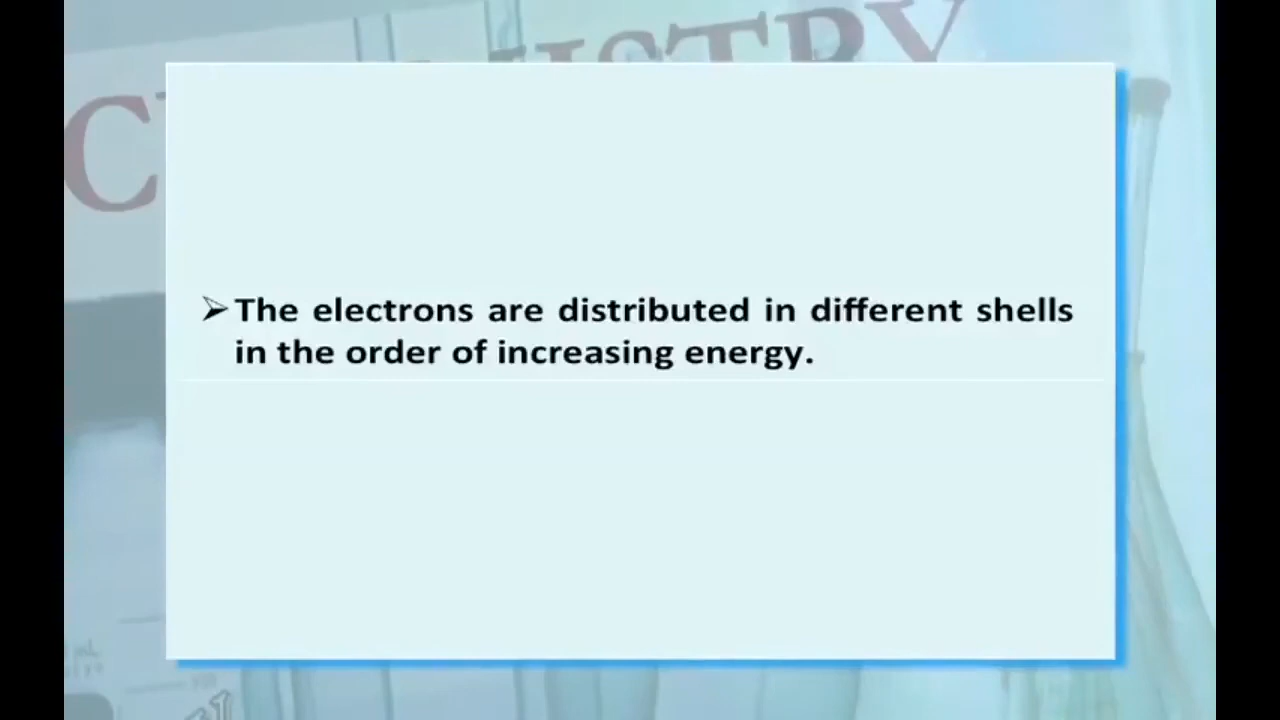 ➢The electrons are distributed in different shells
in the order of increasing energy.